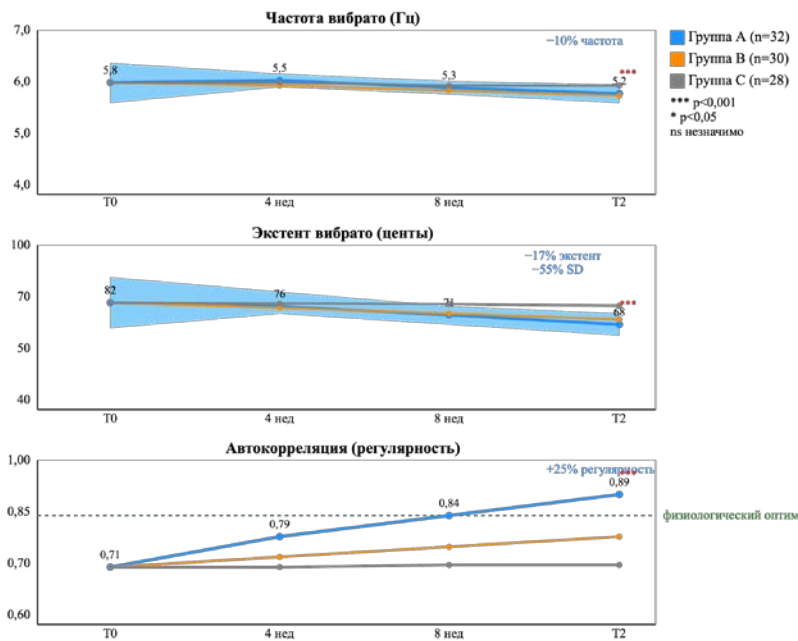 Частота вибрато (Гц)
7,0
6,0
5,0
4,0
−10% частота
5,8
5,5
5,3
5,2
***
T0
4 нед
8 нед
T2
Группа A (n=32)
Группа B (n=30)
Группа C (n=28)
*** p<0,001
* p<0,05
ns незначимо
Экстент вибрато (центы)
100
70
50
40
−17% экстент
−55% SD
82
76
71
68
***
T0
4 нед
8 нед
T2
Автокорреляция (регулярность)
1,00
0,85
0,70
0,60
+25% регулярность
***
0,71
0,79
0,84
0,89
физиологический оптим
T0
4 нед
8 нед
T2